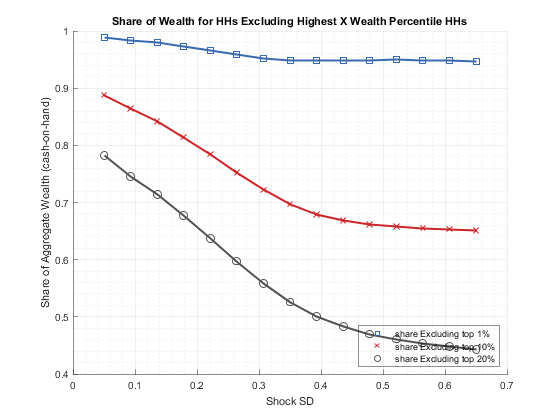 Share of Wealth for HHs Excluding Highest X Wealth Percentile HHs
1
0.9
0.8
0.7
0.6
0.5
0.4
Share of Aggregate Wealth (cash-on-hand)
0
0.1
0.2
0.3
0.4
0.5
0.6
0.7
Shock SD
share Excluding top 1%
share Excluding top 10%
share Excluding top 20%